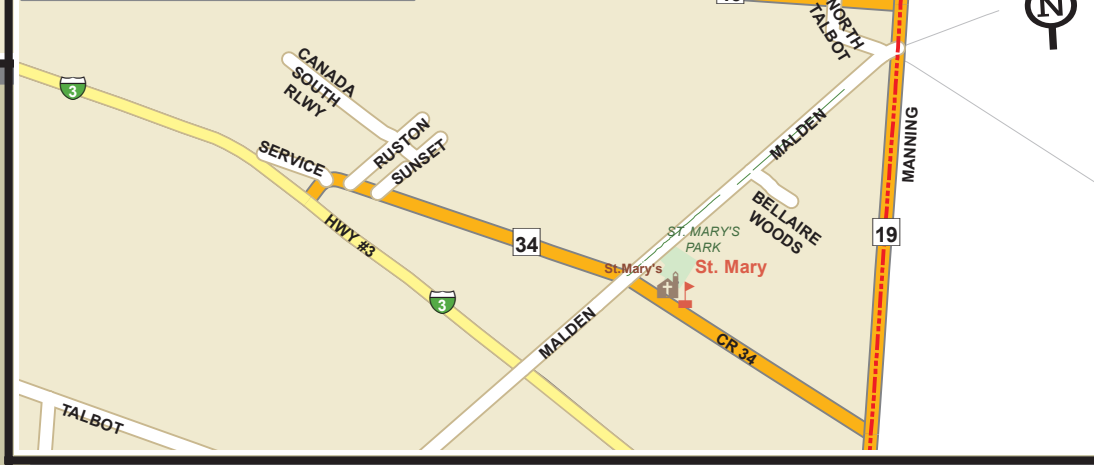 NORTH
TALBOT
N
CANADA
SOUTH
RLWY
3
SERVICE
RUSTON
SUNSET
MALDEN
MANNING
BELLAIRE
WOODS
HWY #3
34
19
ST. MARY'S
PARK
St.Mary's
St. Mary
3
MALDEN
CR 34
TALBOT